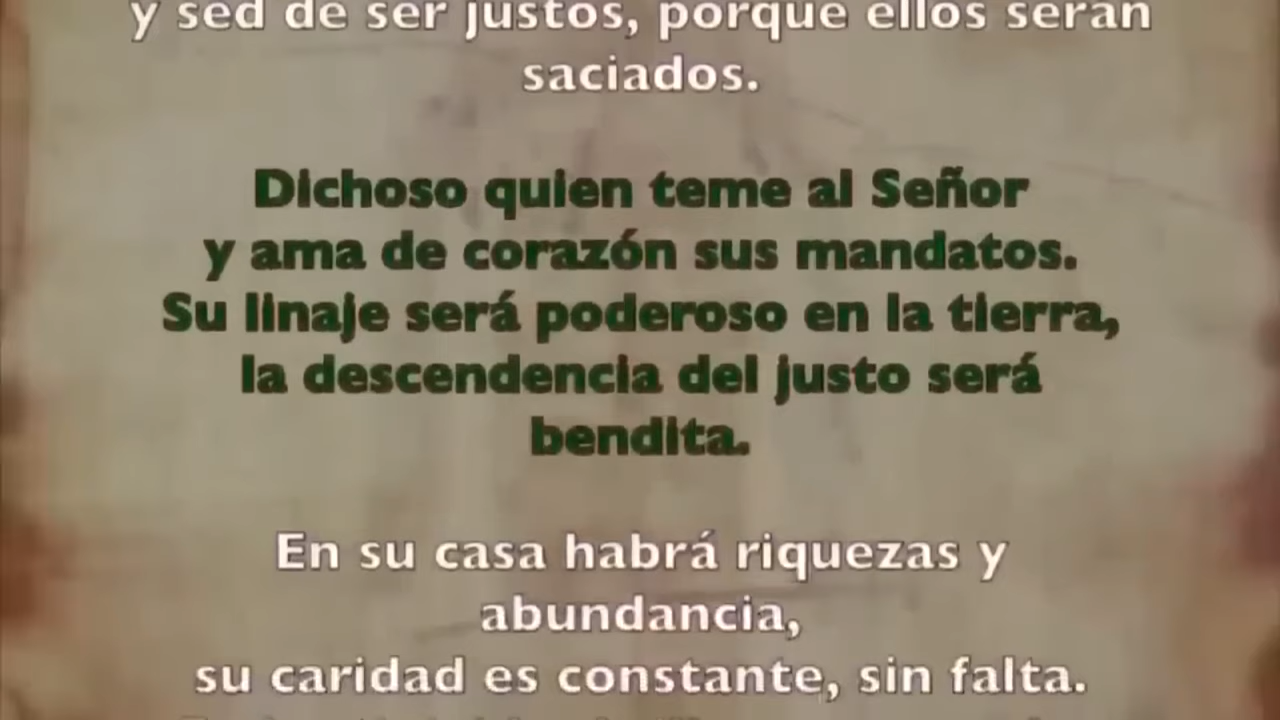 y sed de ser justos, porque ellos serán
saciados.
Dichoso quien teme al Señor
y ama de corazón sus mandatos.
Su linaje será poderoso en la tierra,
la descendencia del justo será
bendita.
En su casa habrá riquezas y
abundancia,
su caridad es constante, sin falta.